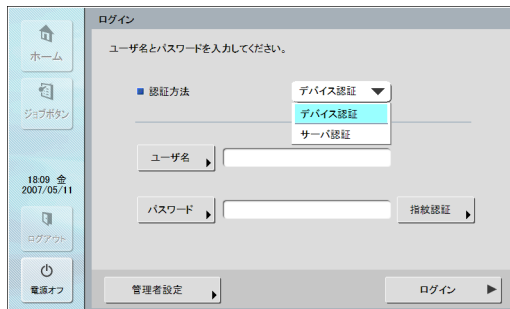 ログイン
ホーム
ユーザ名とパスワードを入力してください。
認証方法
デバイス認証
デバイス認証
サーバ認証
ジョブボタン
ユーザ名
18:09 金
2007/05/11
パスワード
指紋認証
ログアウト
電源オフ
管理者設定
ログイン